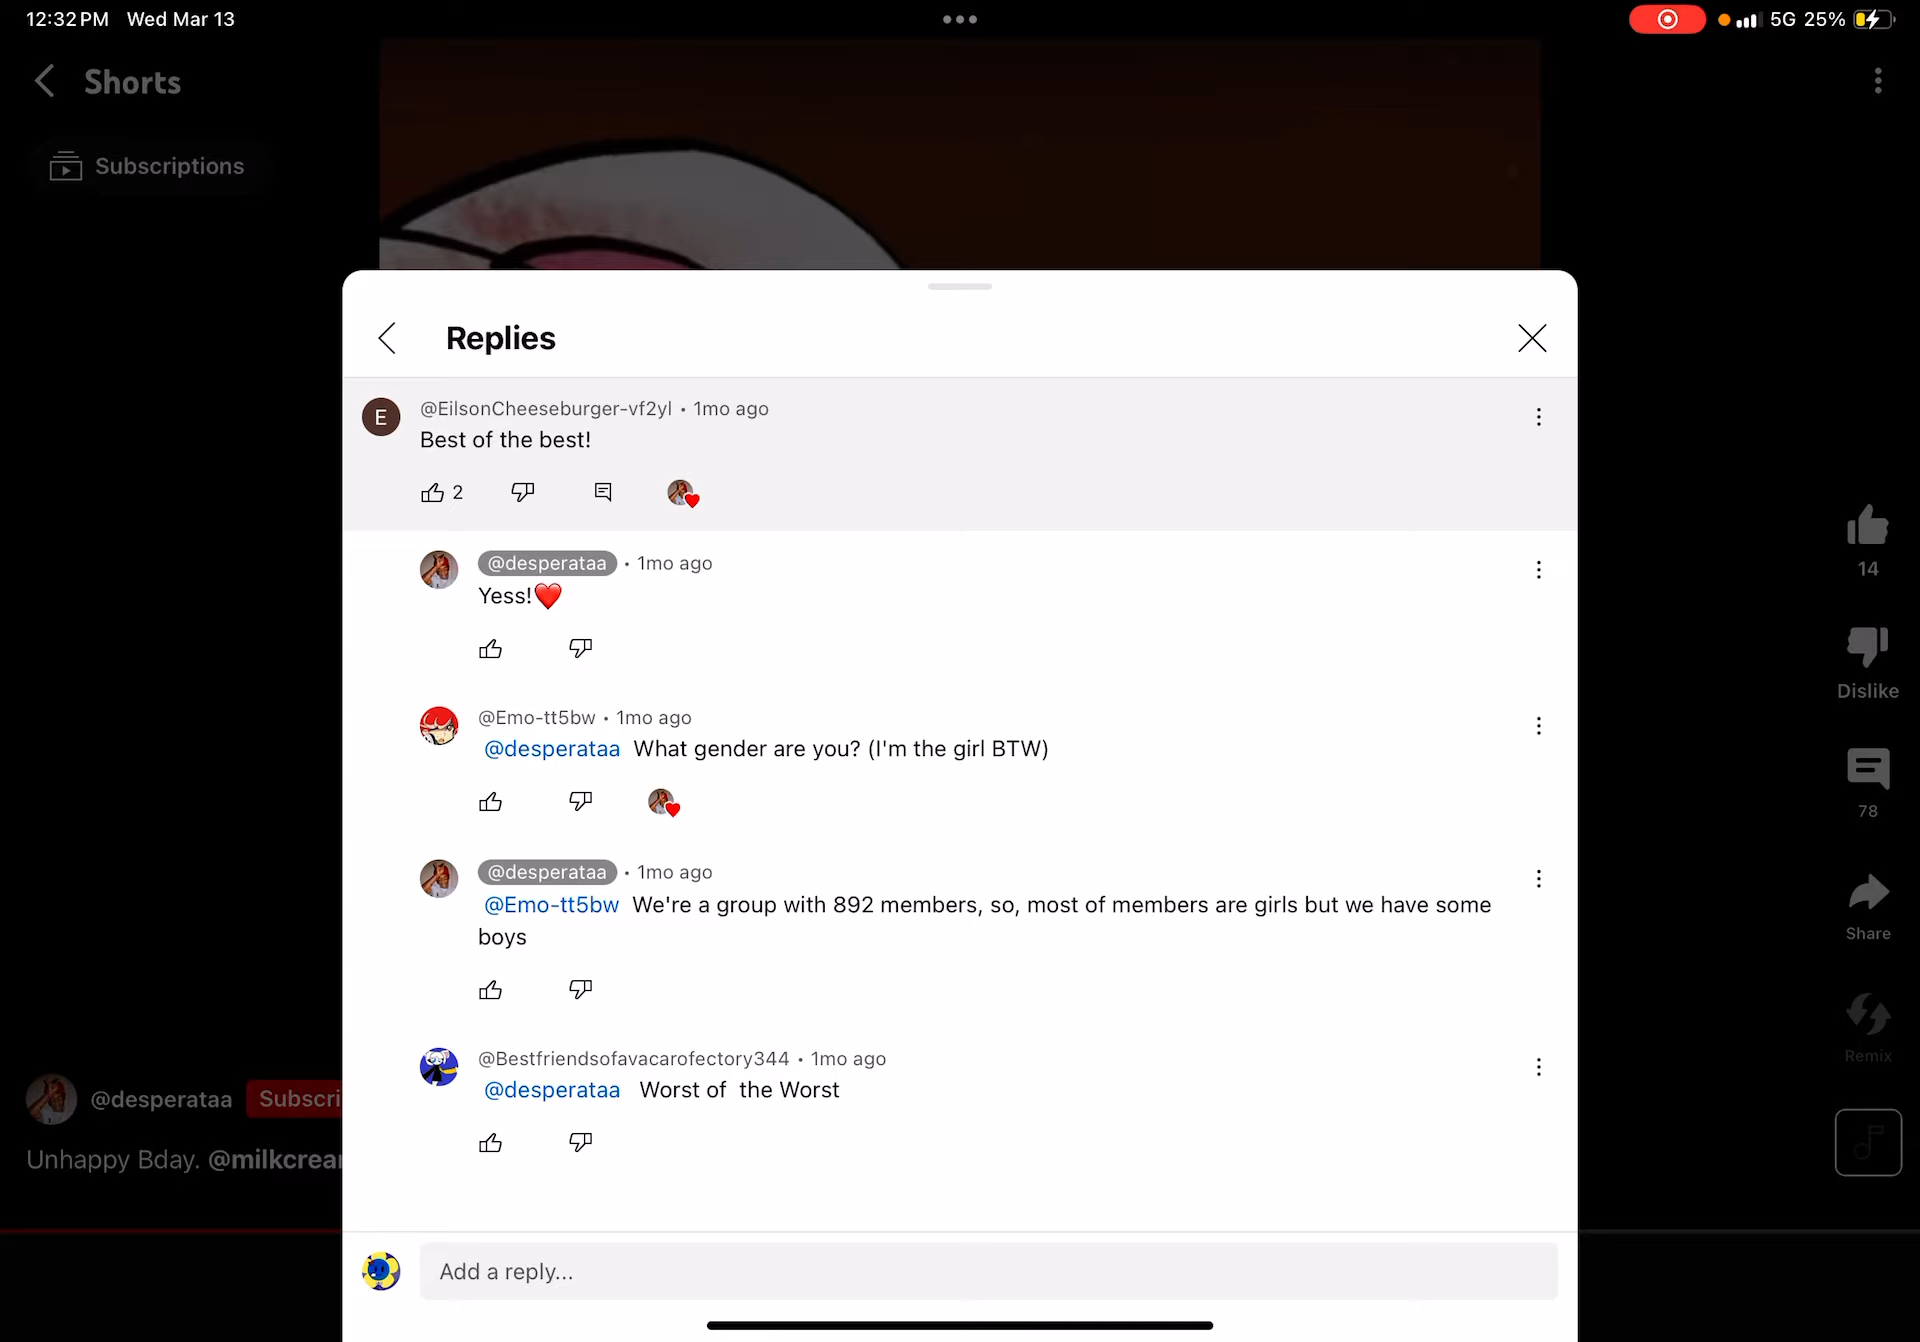 12:32 PM Wed Mar 13
5G 25%
Shorts
Subscriptions
Replies
E
@EilsonCheeseburger-vf2yl • 1mo ago
Best of the best!
2
@desperataa • 1mo ago
Yess!❤️
@Emo-tt5bw • 1mo ago
@desperataa What gender are you? (I'm the girl BTW)
@desperataa • 1mo ago
@Emo-tt5bw We're a group with 892 members, so, most of members are girls but we have some
boys
@Bestfriendsofavacarofectory344 • 1mo ago
@desperataa Worst of the Worst
Add a reply...
14
Dislike
78
Share
Remix
@desperataa Subscri
Unhappy Bday. @milkcrea